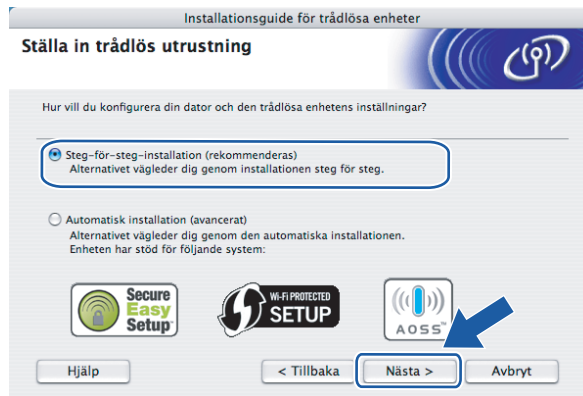 Installationsguide för trådlösa enheter
Ställa in trådlös utrustning
Hur vill du konfigurera din dator och den trådlösa enhetens inställningar?
Steg-för-steg-installation (rekommenderas)
Alternativet vägleder dig genom installationen steg för steg.
Automatisk installation (avancerat)
Alternativet vägleder dig genom den automatiska installationen.
Enheten har stöd för följande system:
Secure
Easy
Setup™
Wi-Fi PROTECTED
SETUP
AOSS™
Hjälp
< Tillbaka
Nästa >
Avbryt